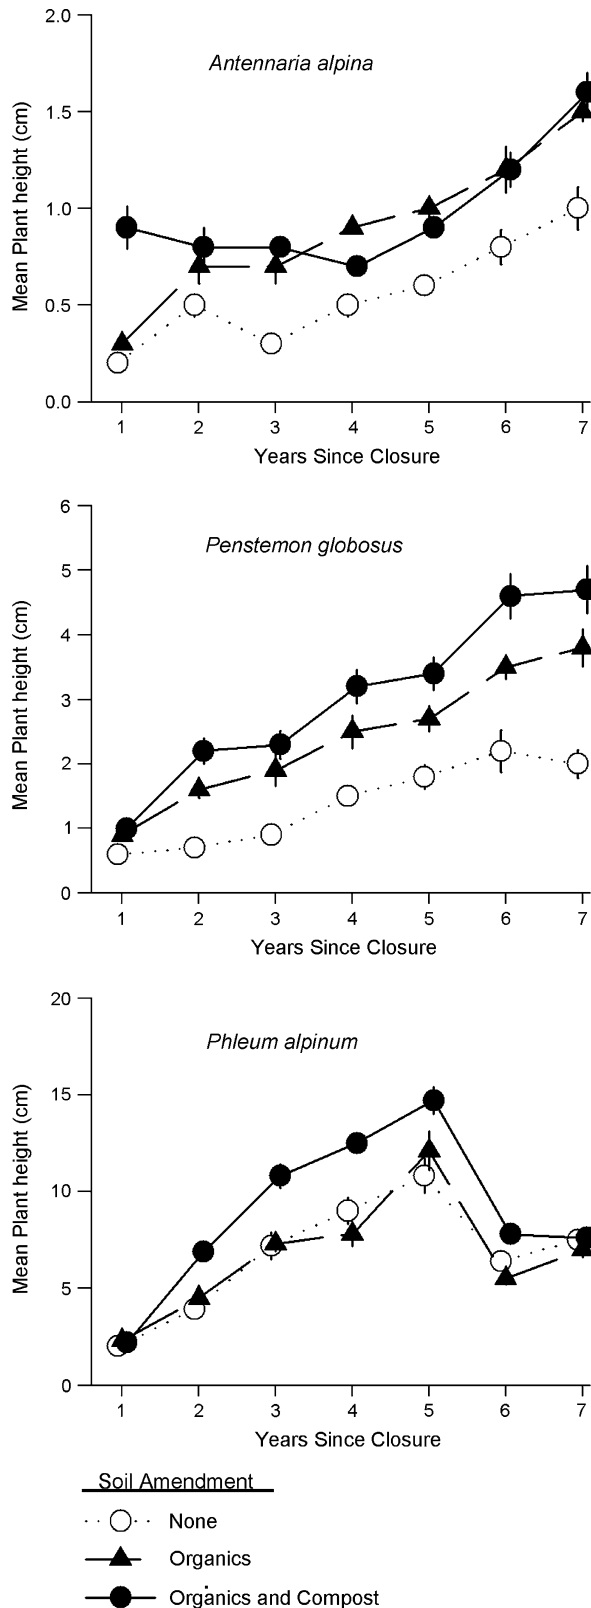 2.0
Antennaria alpina
1.5
1.0
0.5
0.0
Mean Plant height (cm)
1 2 3 4 5 6 7
Years Since Closure
6
Penstemon globosus
5
4
3
2
1
0
Mean Plant height (cm)
1 2 3 4 5 6 7
Years Since Closure
20
Phleum alpinum
15
10
5
0
Mean Plant height (cm)
1 2 3 4 5 6 7
Years Since Closure
Soil Amendment
None
Organics
Organics and Compost